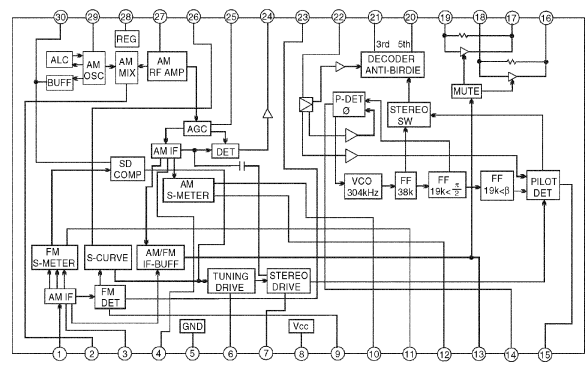 30 29 28 27 26 25 24 23 22 21 20 19 18 17 16
REG
3rd 5th
ALC
AM
OSC
AM
MIX
AM
RF AMP
DECODER
ANTI-BIRDIE
BUFF
MUTE
P-DET
Ø
STEREO
SW
AGC
AM IF
DET
SD
COMP
AM
S-METER
VCO
304kHz
FF
38k
FF
19k<π/2
FF
19k<β
PILOT
DET
FM
S-METER
S-CURVE
AM/FM
IF-BUFF
TUNING
DRIVE
STEREO
DRIVE
AM IF
FM
DET
GND
Vcc
1 2 3 4 5 6 7 8 9 10 11 12 13 14 15